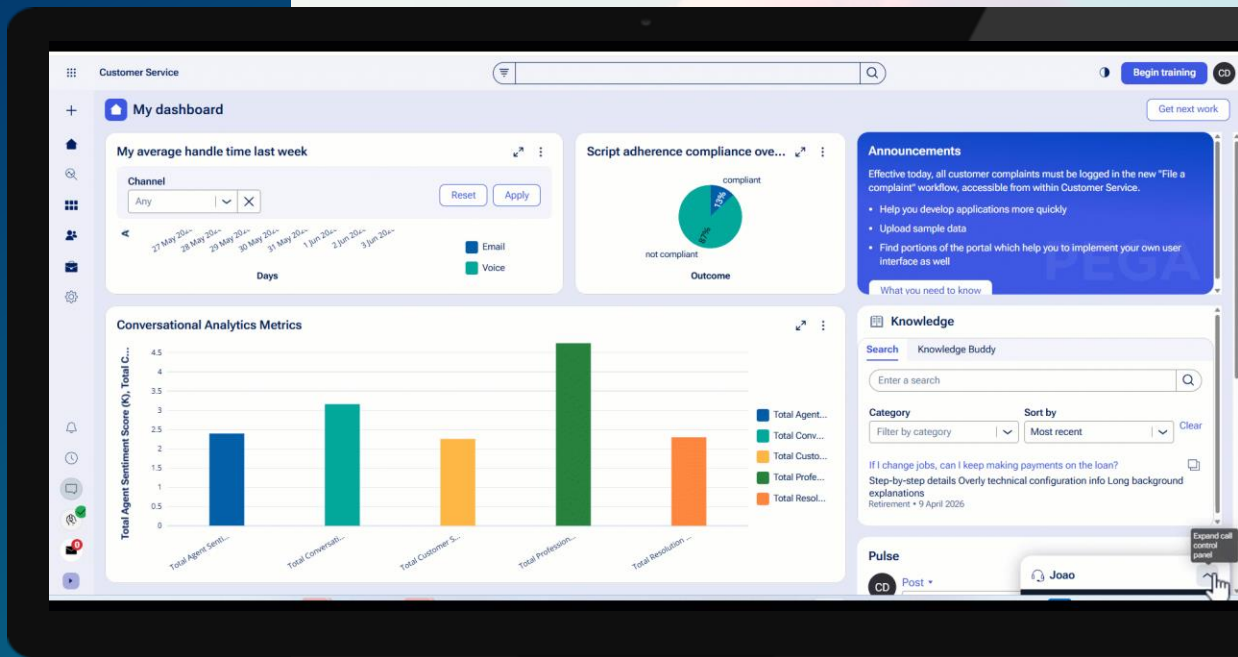 Customer Service
Begin training
CD
My dashboard
Get next work
My average handle time last week
Channel
Any
Reset
Apply
A
27 May 20...
28 May 20...
29 May 20...
30 May 20...
31 May 20...
1 Jun 20...
2 Jun 20...
3 Jun 20...
Days
Email
Voice
Script adherence compliance ove...
compliant
13%
87%
not compliant
Outcome
Announcements
Effective today, all customer complaints must be logged in the new "File a
complaint" workflow, accessible from within Customer Service.
• Help you develop applications more quickly
• Upload sample data
• Find portions of the portal which help you to implement your own user
interface as well
PEGA
What you need to know
Conversational Analytics Metrics
Total Agent Sentiment Score (K), Total C...
4.5
4
3.5
3
2.5
2
1.5
1
0.5
0
Total Agent Senti...
Total Conversati...
Total Customer S...
Total Profession...
Total Resolution ...
Total Agent...
Total Conv...
Total Custo...
Total Profe...
Total Resol...
Knowledge
Search
Knowledge Buddy
Enter a search
Category
Sort by
Filter by category
Most recent
Clear
If I change jobs, can I keep making payments on the loan?
Step-by-step details Overly technical configuration info Long background
explanations
Retirement • 9 April 2026
Pulse
CD
Post
Joao
Expand call
control
panel
0